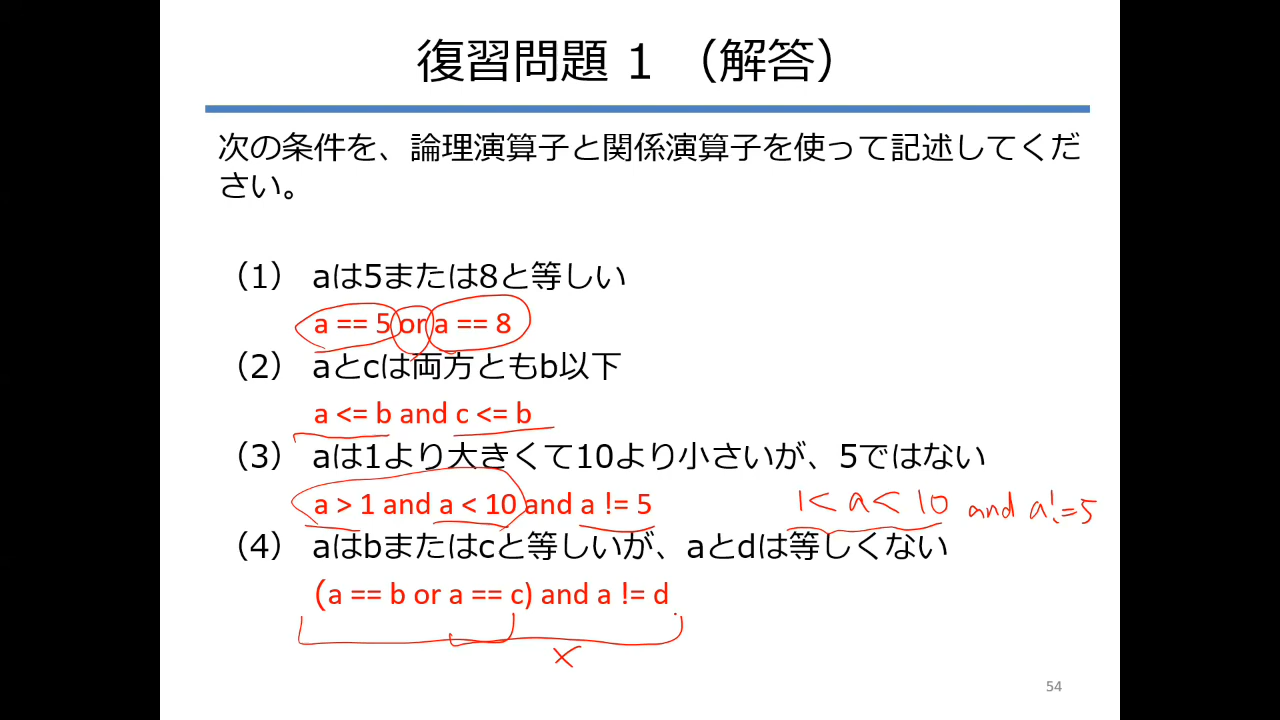 復習問題 1 （解答）
次の条件を、論理演算子と関係演算子を使って記述してくだ
さい。
（1） aは5または8と等しい
a == 5 or a == 8
（2） aとcは両方ともb以下
a <= b and c <= b
（3） aは1より大きくて10より小さいが、5ではない
a > 1 and a < 10 and a != 5
1 < a < 10 and a != 5
（4） aはbまたはcと等しいが、aとdは等しくない
(a == b or a == c) and a != d
×
54